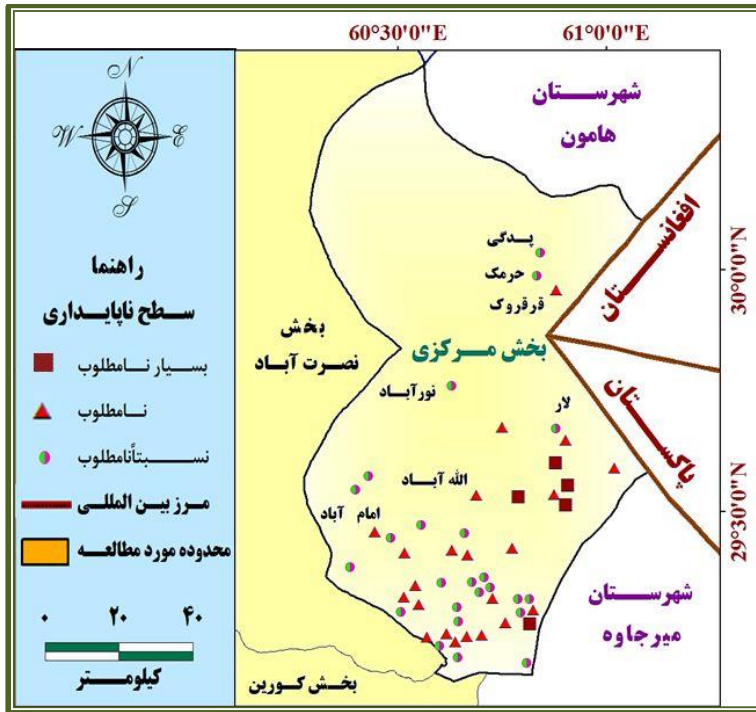 60°30'0"E
61°0'0"E
N
W
E
S
شهرستان
هامون
افغانستان
30°0'0"N
پدگی
حرمک
قرقروک
راهنما
سطح ناپایداری
بسیار نامطلوب
نامطلوب
نسبتاًنامطلوب
مرز بین المللی
محدوده مورد مطالعه
۰ ۲۰ ۴۰
کیلومتر
بخش
نصرت آباد
بخش مرکزی
نورآباد
لار
پاکستان
الله آباد
امام آباد
29°30'0"N
شهرستان
میرجاوه
بخش کورین